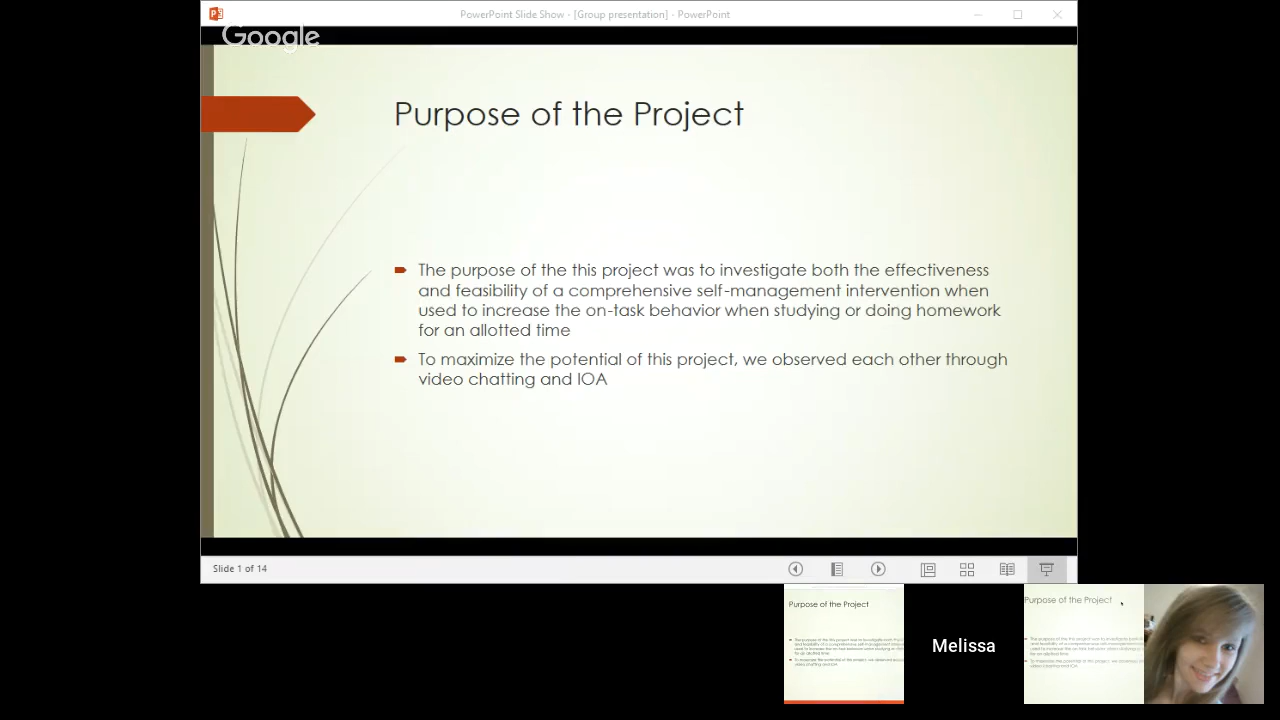 PowerPoint Slide Show - [Group presentation] - PowerPoint
Google
Purpose of the Project
The purpose of the this project was to investigate both the effectiveness
and feasibility of a comprehensive self-management intervention when
used to increase the on-task behavior when studying or doing homework
for an allotted time
To maximize the potential of this project, we observed each other through
video chatting and IOA
Slide 1 of 14
Purpose of the Project
Melissa
Purpose of the Project